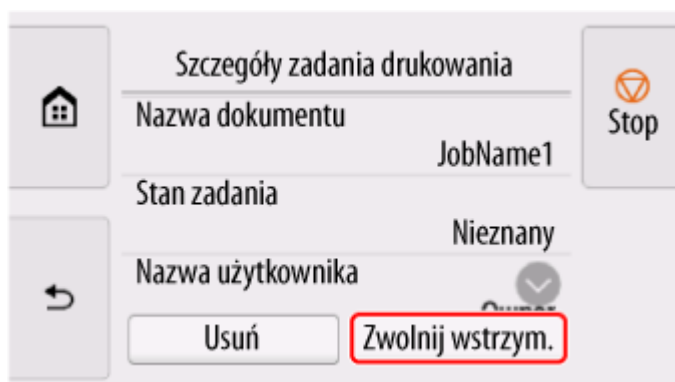 Szczegóły zadania drukowania
Nazwa dokumentu
Stop
JobName1
Stan zadania
Nieznany
Nazwa użytkownika
Usuń
Zwolnij wstrzym.